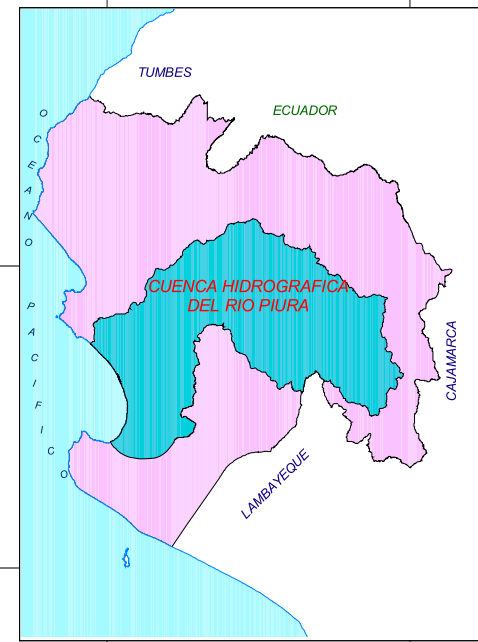 TUMBES
ECUADOR
OCEANO PACIFICO
CUENCA HIDROGRAFICA
DEL RIO PIURA
CAJAMARCA
LAMBAYEQUE